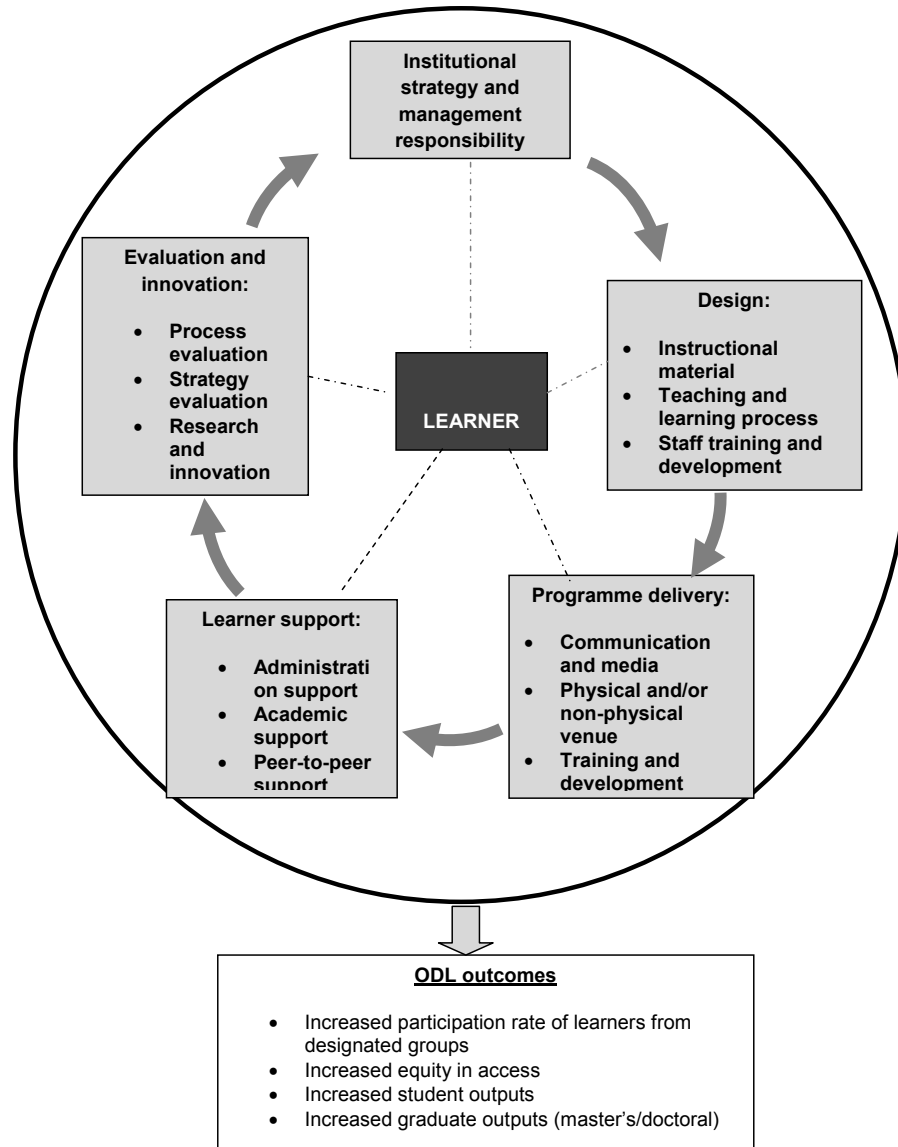 Institutional
strategy and
management
responsibility
Evaluation and
innovation:
• Process
evaluation
• Strategy
evaluation
• Research
and
innovation
Design:
• Instructional
material
• Teaching and
learning process
• Staff training and
development
LEARNER
Learner support:
• Administrati
on support
• Academic
support
• Peer-to-peer
support
Programme delivery:
• Communication
and media
• Physical and/or
non-physical
venue
• Training and
development
ODL outcomes
• Increased participation rate of learners from
designated groups
• Increased equity in access
• Increased student outputs
• Increased graduate outputs (master's/doctoral)